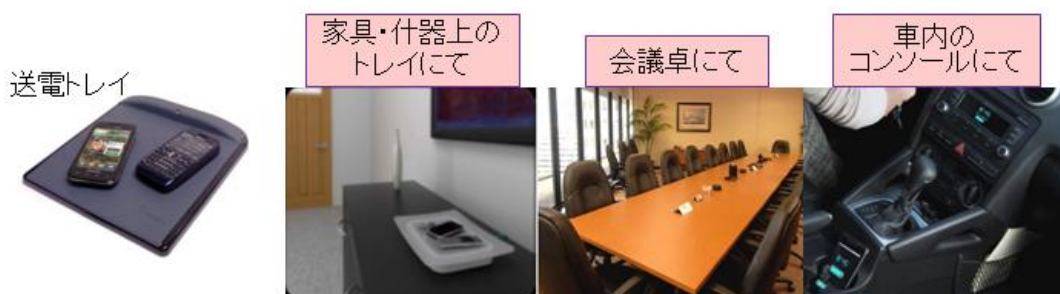 送電トレイ
家具・什器上の
トレイにて
会議卓にて
車内の
コンソールにて